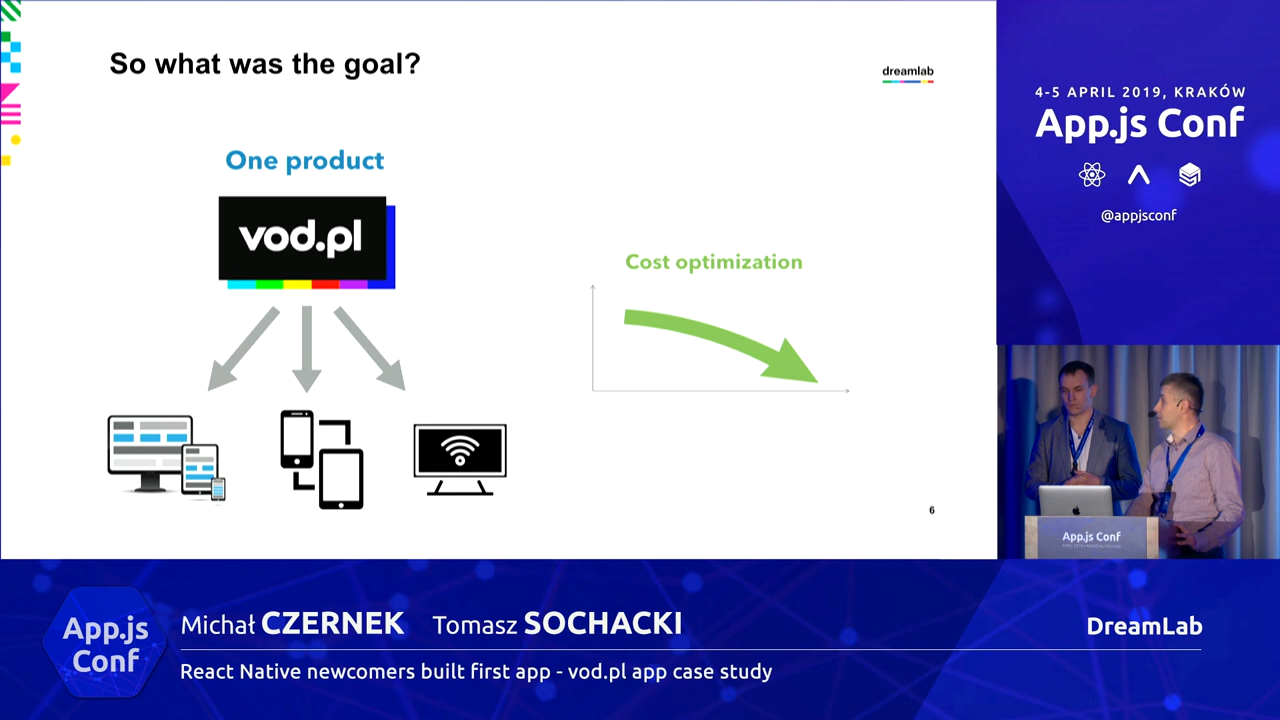 So what was the goal?
dreamlab
One product
vod.pl
Cost optimization
6
4-5 APRIL 2019, KRAKÓW
App.js Conf
@appjsconf
App.js Conf
App.js
Conf
Michał CZERNEK Tomasz SOCHACKI
DreamLab
React Native newcomers built first app - vod.pl app case study